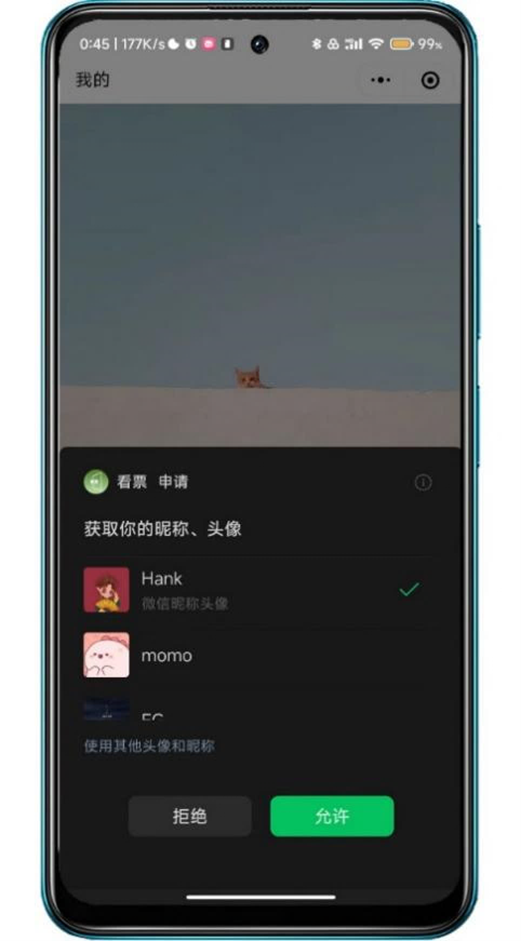 0:45 | 177K/s
99%
我的
看票 申请
获取你的昵称、头像
Hank
微信昵称头像
momo
使用其他头像和昵称
拒绝
允许